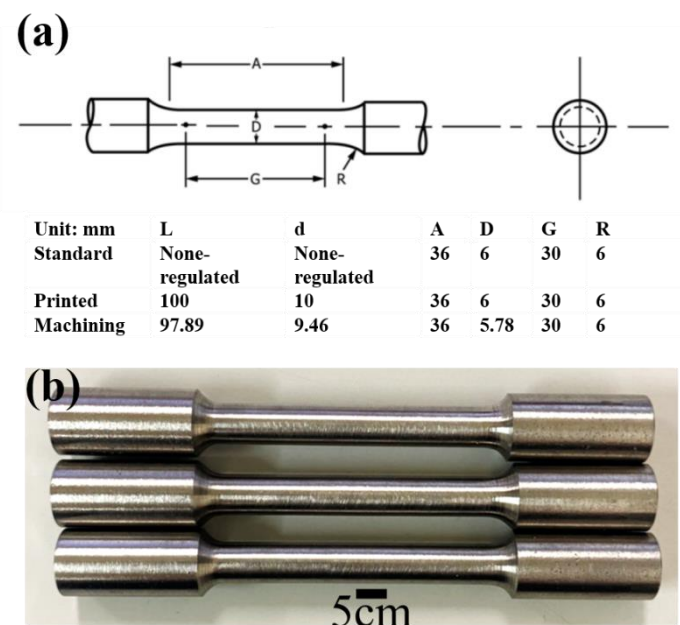 (a)
A
D
G
R
Unit: mm L d A D G R
Standard None- None- 36 6 30 6
regulated regulated
Printed 100 10 36 6 30 6
Machining 97.89 9.46 36 5.78 30 6
(b)
5cm